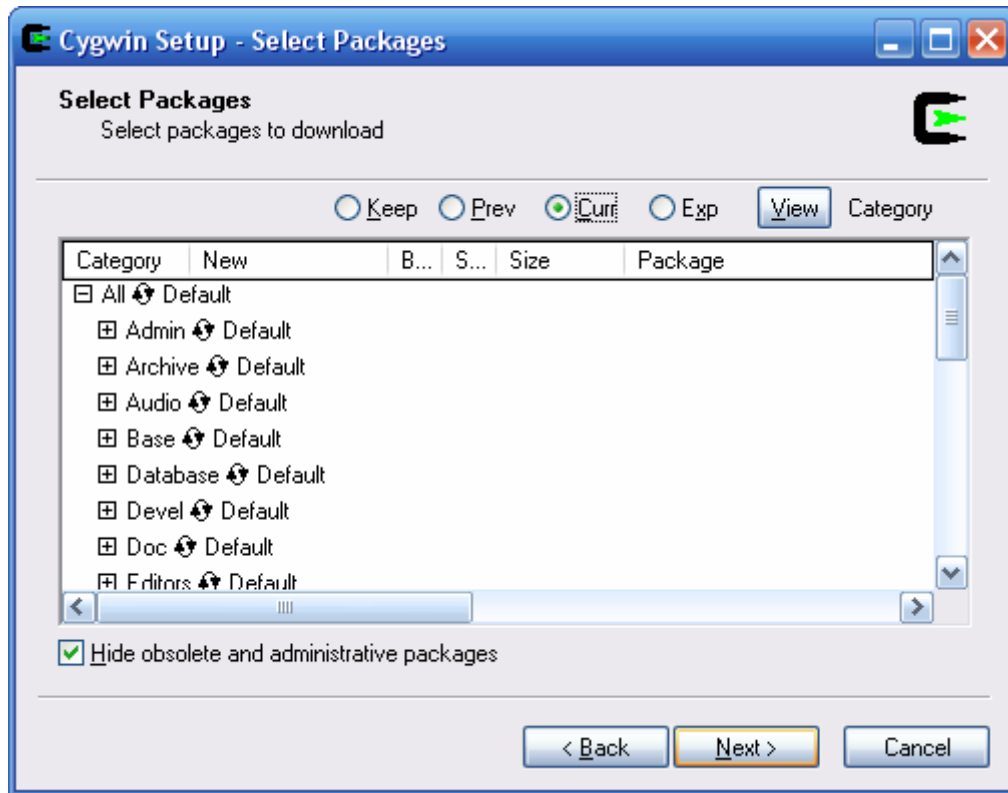 Cygwin Setup - Select Packages
Select Packages
Select packages to download
Keep Prev Curr Exp View Category
Category New B... S... Size Package
All Default
Admin Default
Archive Default
Audio Default
Base Default
Database Default
Devel Default
Doc Default
Editors Default
Hide obsolete and administrative packages
< Back Next > Cancel